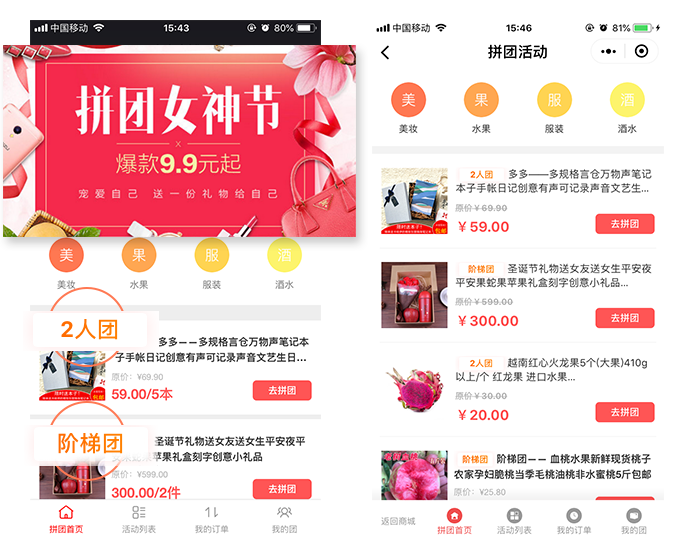 中国移动 15:43 80%
拼团女神节
x
爆款9.9元起
宠爱自己 送一份礼物给自己
美 果 服 酒
美妆 水果 服装 酒水
2人团
多多——多规格言仓万物声笔记本
子手帐日记创意有声可记录声音文艺生日...
原价：¥69.90
59.00/5本
去拼团
阶梯团
圣诞节礼物送女友送女生平安夜平
安果蛇果苹果礼盒刻字创意小礼品
原价：¥599.00
300.00/2件
去拼团
拼团首页 活动列表 我的订单 我的团
中国移动 15:46 81%
拼团活动
美 果 服 酒
美妆 水果 服装 酒水
2人团 多多——多规格言仓万物声笔记
本子手帐日记创意有声可记录声音文艺生...
原价￥69.90
￥59.00
去拼团
阶梯团 圣诞节礼物送女友送女生平安夜
平安果蛇果苹果礼盒刻字创意小礼品...
原价￥599.00
￥300.00
去拼团
2人团 越南红心火龙果5个(大果)410g
以上/个 红龙果 进口水果...
原价￥30.00
￥20.00
去拼团
阶梯团 阶梯团—— 血桃水果新鲜现货桃子
农家孕妇脆桃当季毛桃油桃非水蜜桃5斤包邮
原价￥25.80
返回商城 拼团首页 活动列表 我的订单 我的团